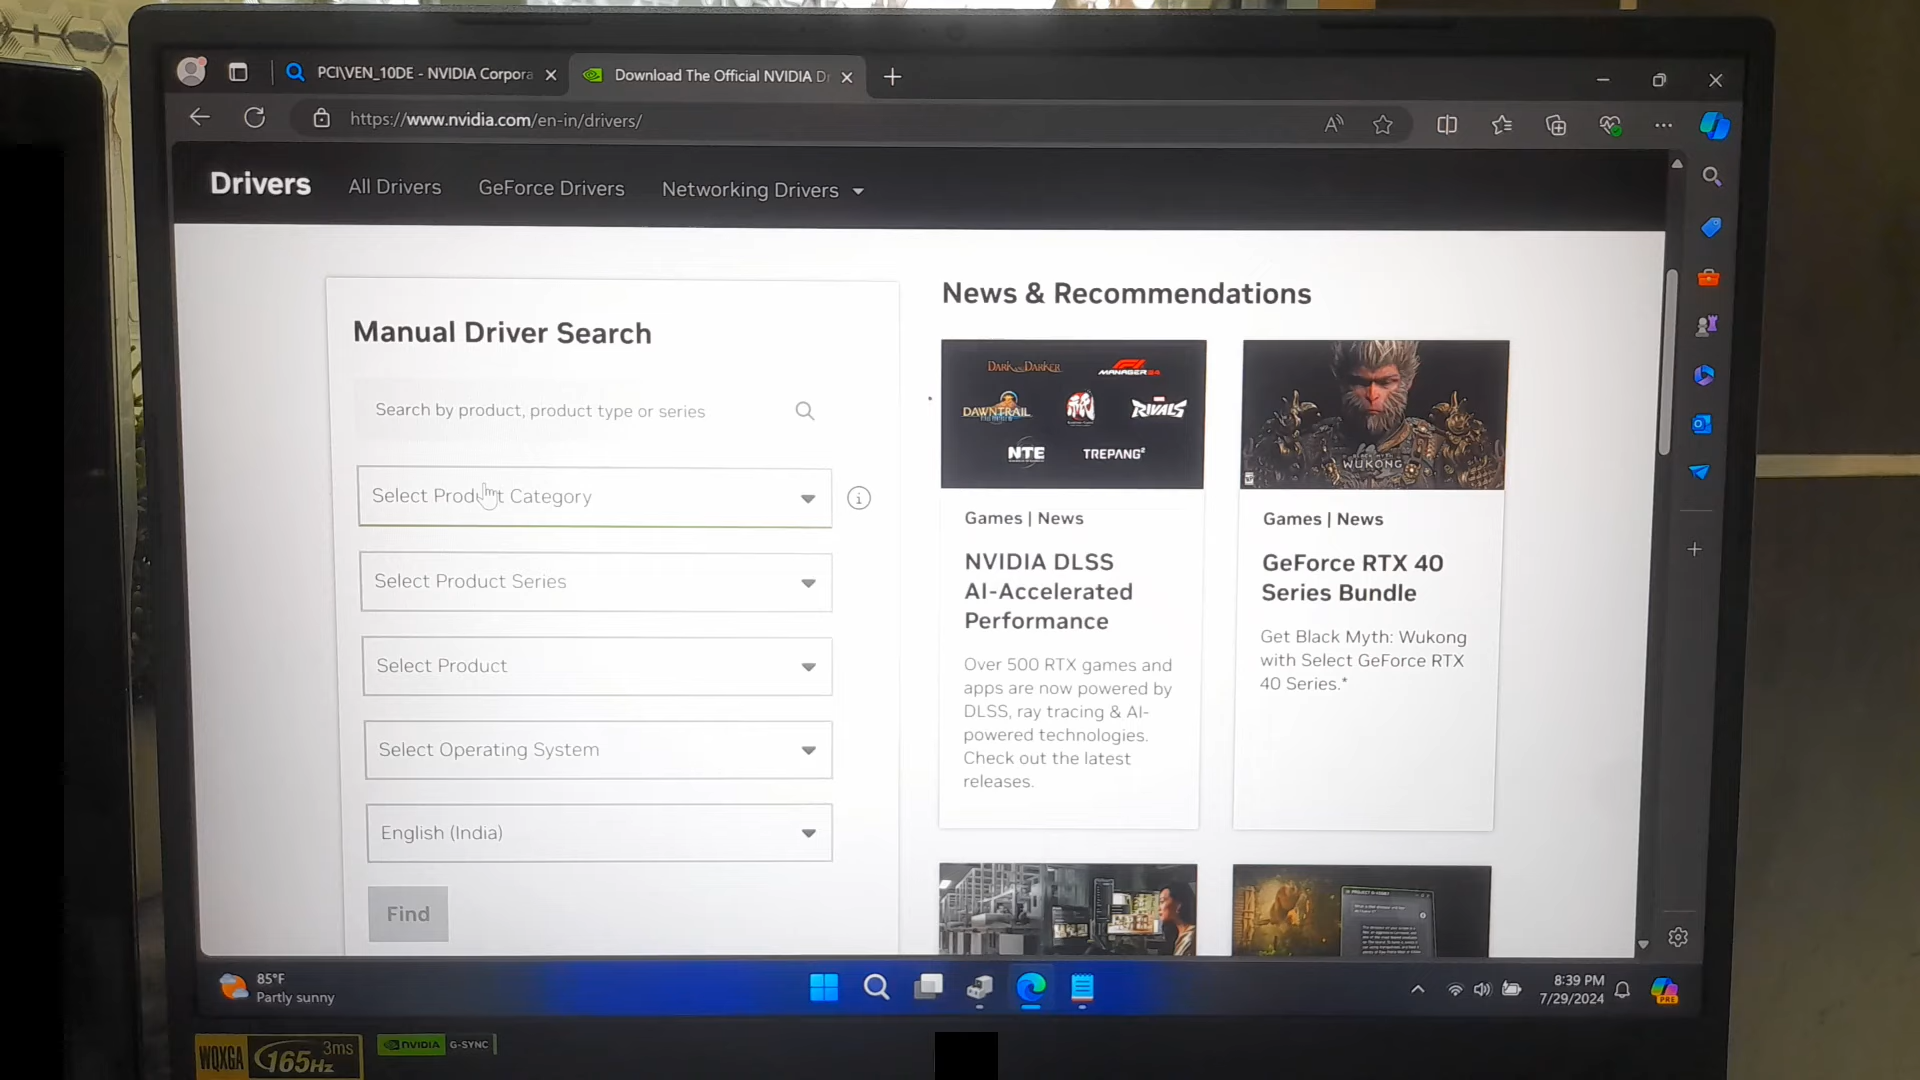 PCI\VEN_10DE - NVIDIA Corpora
Download The Official NVIDIA Dr
https://www.nvidia.com/en-in/drivers/
Drivers
All Drivers
GeForce Drivers
Networking Drivers
Manual Driver Search
Search by product, product type or series
Select Product Category
Select Product Series
Select Product
Select Operating System
English (India)
Find
News & Recommendations
DARK AND DARKER
MANAGER 24
DAWNTRAIL
RIVALS
NTE
TREPANG²
Games | News
NVIDIA DLSS
AI-Accelerated
Performance
Over 500 RTX games and
apps are now powered by
DLSS, ray tracing & AI-
powered technologies.
Check out the latest
releases.
BLACK MYTH
WUKONG
Games | News
GeForce RTX 40
Series Bundle
Get Black Myth: Wukong
with Select GeForce RTX
40 Series.*
85°F
Partly sunny
8:39 PM
7/29/2024
PRE
WQXGA
165Hz
3ms
NVIDIA
G-SYNC